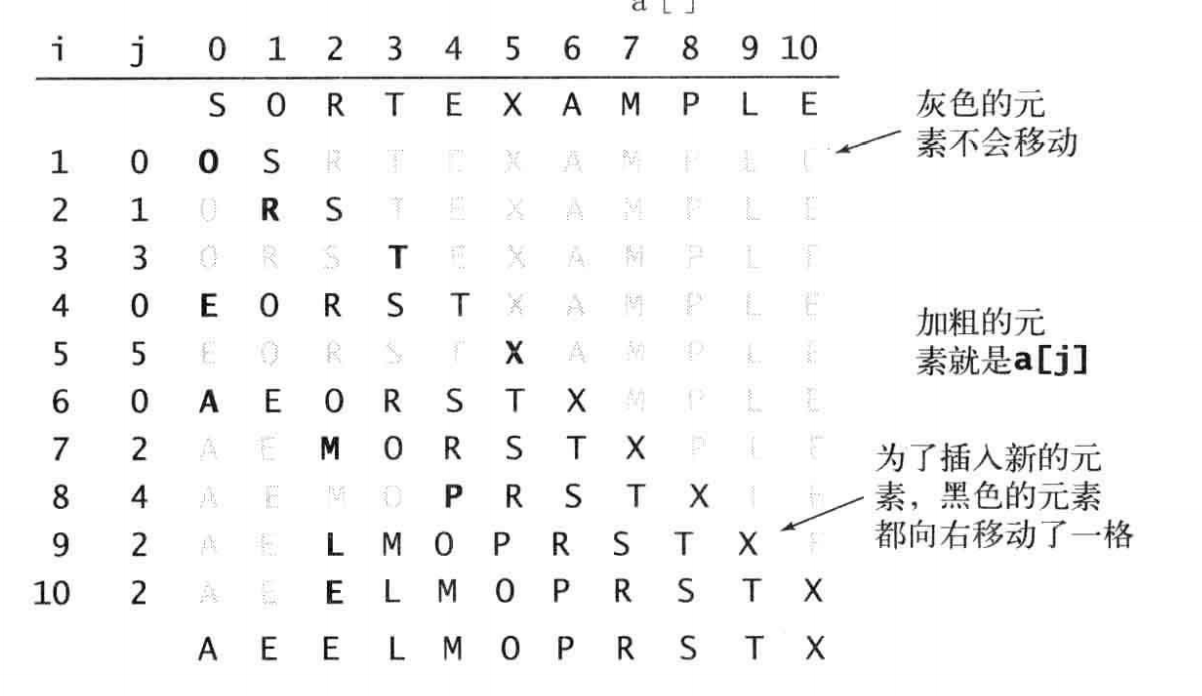 a[]
i j 0 1 2 3 4 5 6 7 8 9 10
S O R T E X A M P L E
1 0 O S R T E X A M P L E
2 1 O R S T E X A M P L E
3 3 O R S T E X A M P L E
4 0 E O R S T X A M P L E
5 5 E O R S T X A M P L E
6 0 A E O R S T X M P L E
7 2 A E M O R S T X P L E
8 4 A E M O P R S T X L E
9 2 A E L M O P R S T X E
10 2 A E E L M O P R S T X
A E E L M O P R S T X
灰色的元
素不会移动
加粗的元
素就是a[j]
为了插入新的元
素，黑色的元素
都向右移动了一格